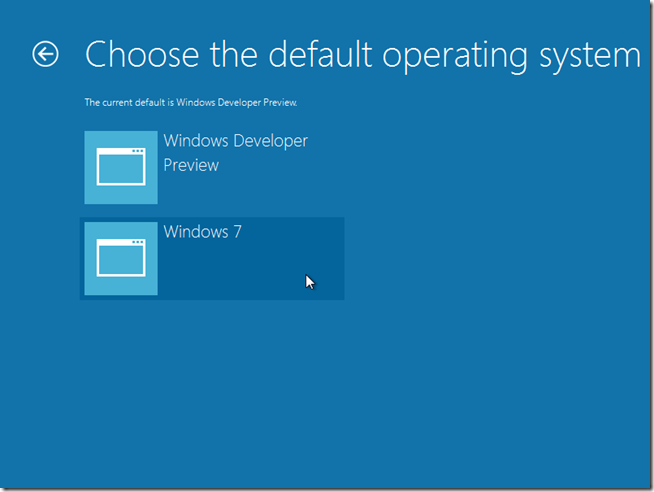 Choose the default operating system
The current default is Windows Developer Preview.
Windows Developer
Preview
Windows 7